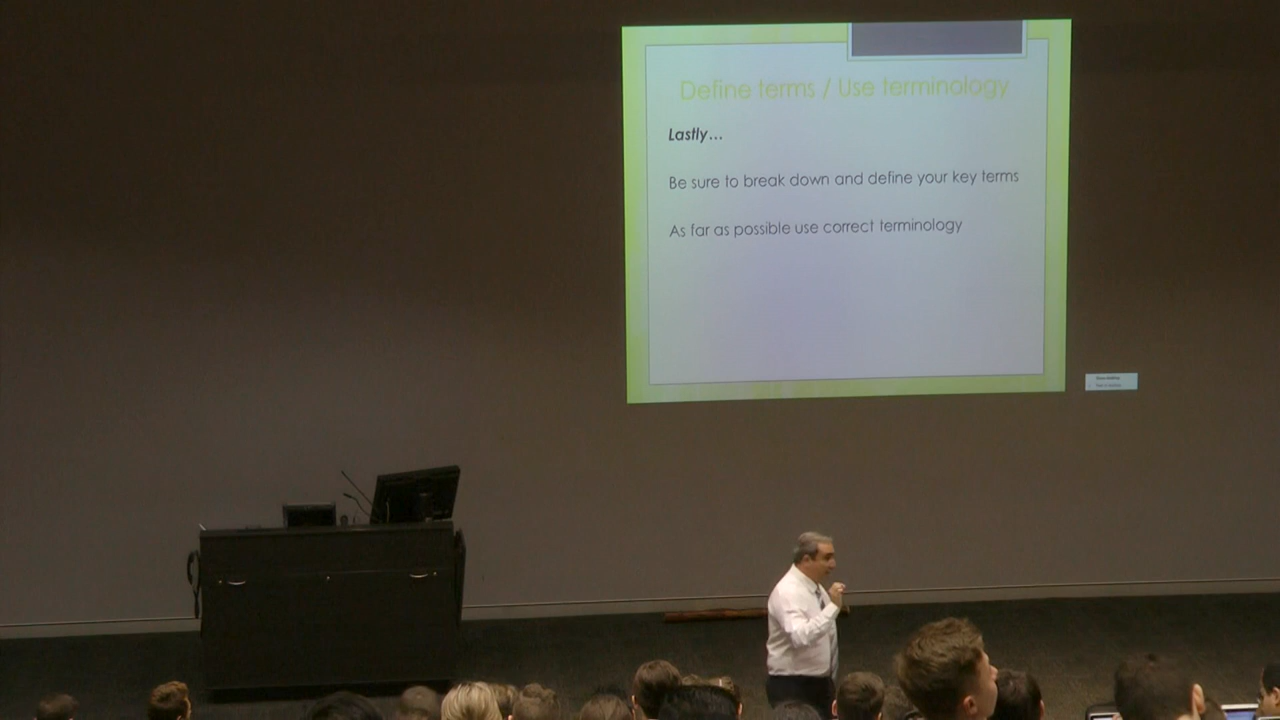 Define terms / Use terminology
Lastly...
Be sure to break down and define your key terms
As far as possible use correct terminology